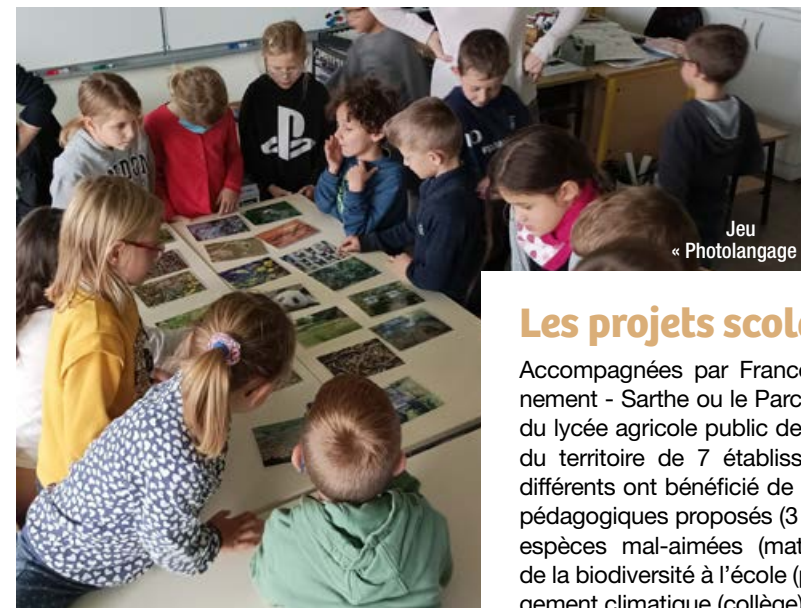 Jeu
« Photolangage
Les projets scol
Accompagnées par France
nement - Sarthe ou le Parc
du lycée agricole public de
du territoire de 7 établiss
différents ont bénéficié de
pédagogiques proposés (3
espèces mal-aimées (mat
de la biodiversité à l'école (p
gement climatique (collège)